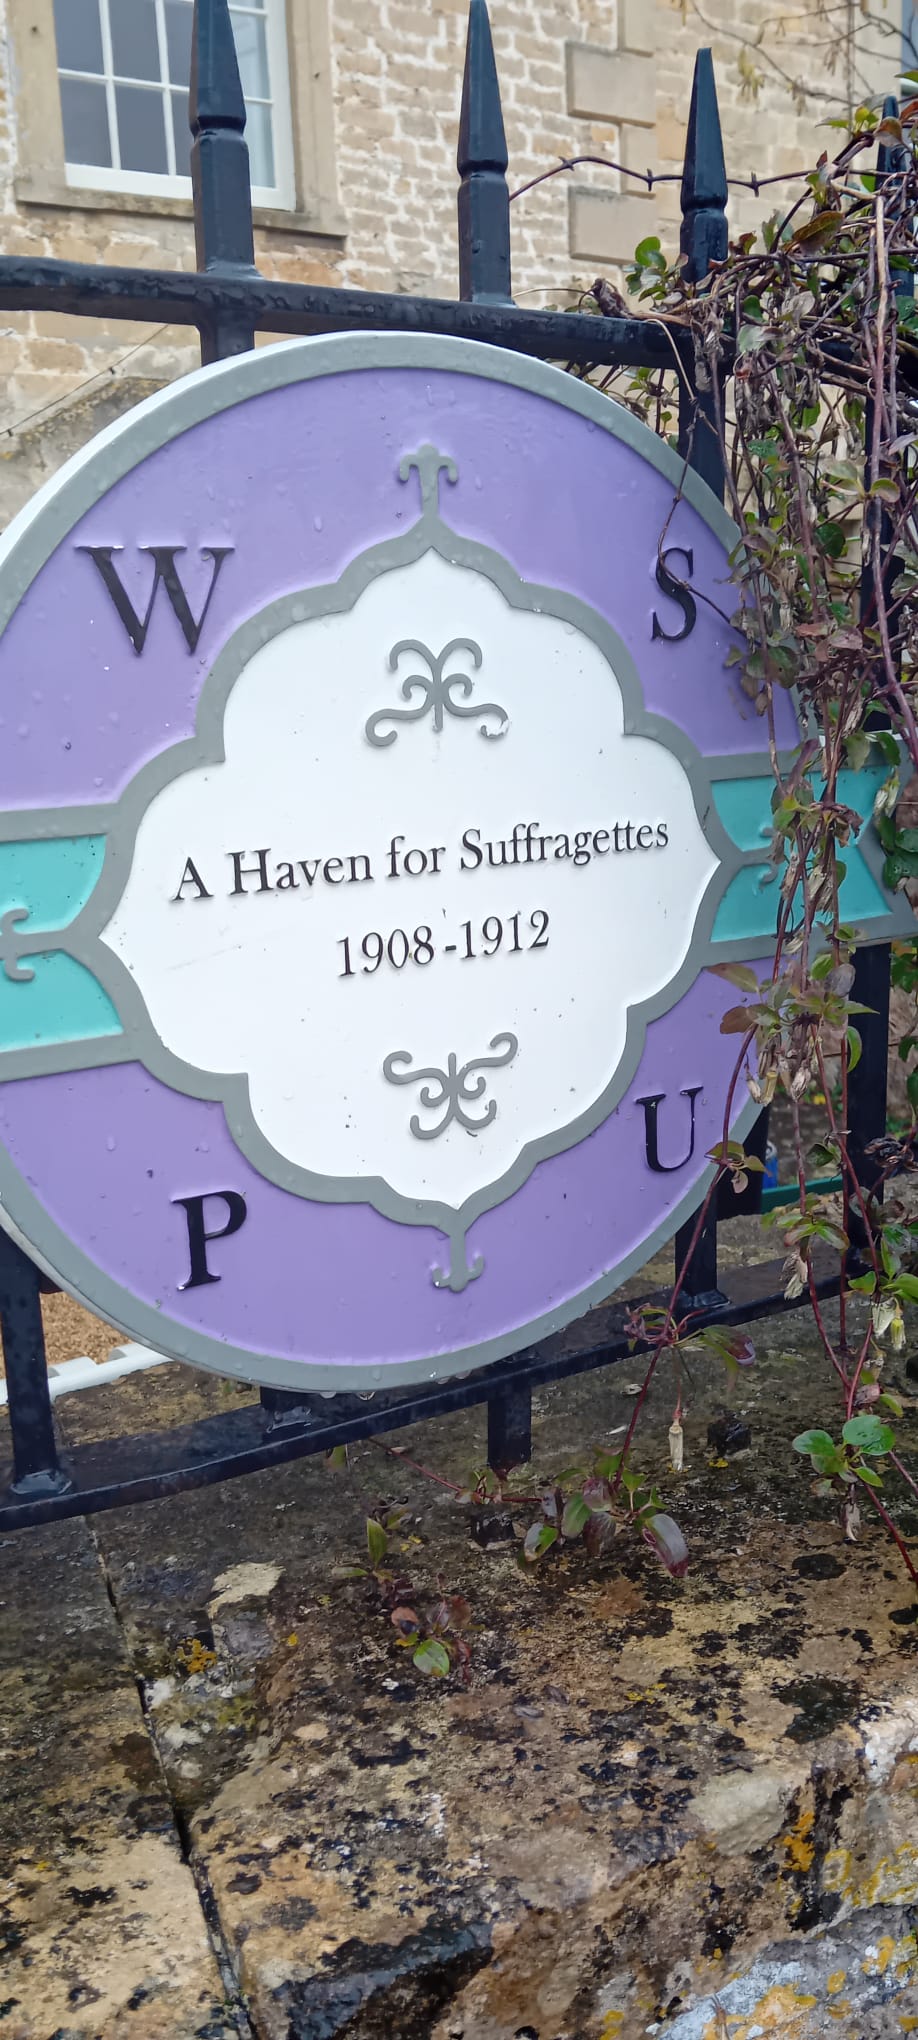 W S
A Haven for Suffragettes
1908-1912
P U